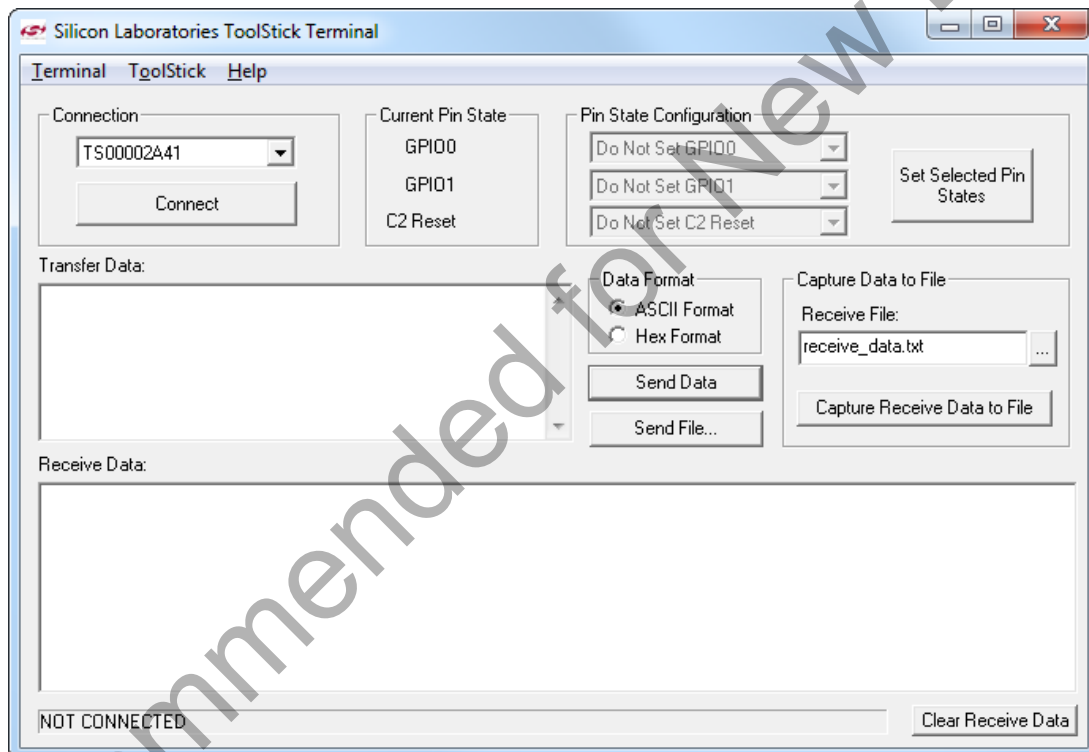 Silicon Laboratories ToolStick Terminal
Terminal ToolStick Help
Connection
TS00002A41
Connect
Current Pin State
GPIO0
GPIO1
C2 Reset
Pin State Configuration
Do Not Set GPIO0
Do Not Set GPIO1
Do Not Set C2 Reset
Set Selected Pin
States
Transfer Data:
Data Format
ASCII Format
Hex Format
Send Data
Send File...
Capture Data to File
Receive File:
receive_data.txt
...
Capture Receive Data to File
Receive Data:
NOT CONNECTED
Clear Receive Data
mmended for New